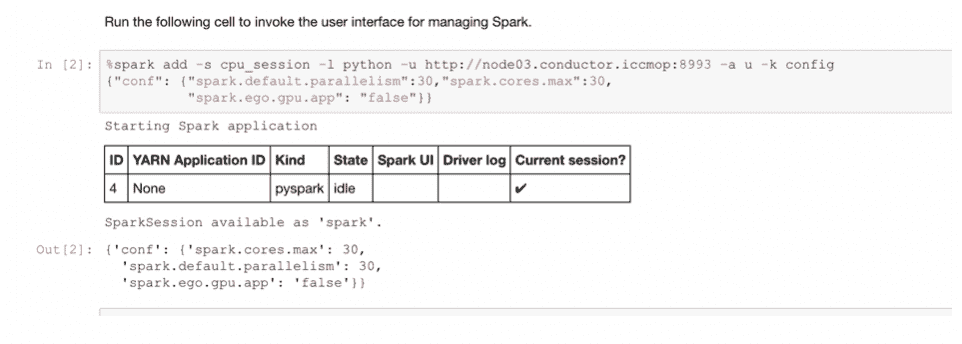 Run the following cell to invoke the user interface for managing Spark.
In [2]: %spark add -s cpu_session -l python -u http://node03.conductor.iccmop:8993 -a u -k config
{"conf": {"spark.default.parallelism":30,"spark.cores.max":30,
"spark.ego.gpu.app": "false"}}
Starting Spark application
ID YARN Application ID Kind State Spark UI Driver log Current session?
4 None pyspark idle ✔
SparkSession available as 'spark'.
Out[2]: {'conf': {'spark.cores.max': 30,
'spark.default.parallelism': 30,
'spark.ego.gpu.app': 'false'}}